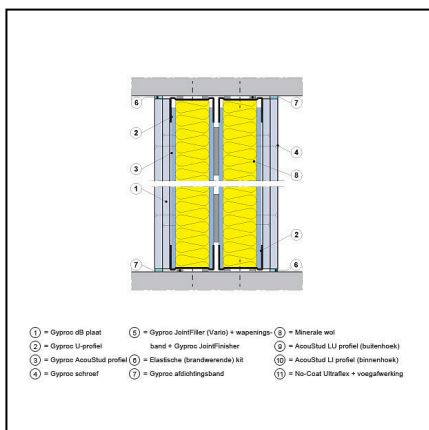 6 7
2
4
3
8
1
2
7 6
1 = Gyproc dB plaat
2 = Gyproc U-profiel
3 = Gyproc AcouStud profiel
4 = Gyproc schroef
5 = Gyproc JointFiller (Vario) + wapenings-
band + Gyproc JointFinisher
6 = Elastische (brandwerende) kit
7 = Gyproc afdichtingsband
8 = Minerale wol
9 = AcouStud LU profiel (buitenhoek)
10 = AcouStud LI profiel (binnenhoek)
11 = No-Coat Ultraflex + voegafwerking